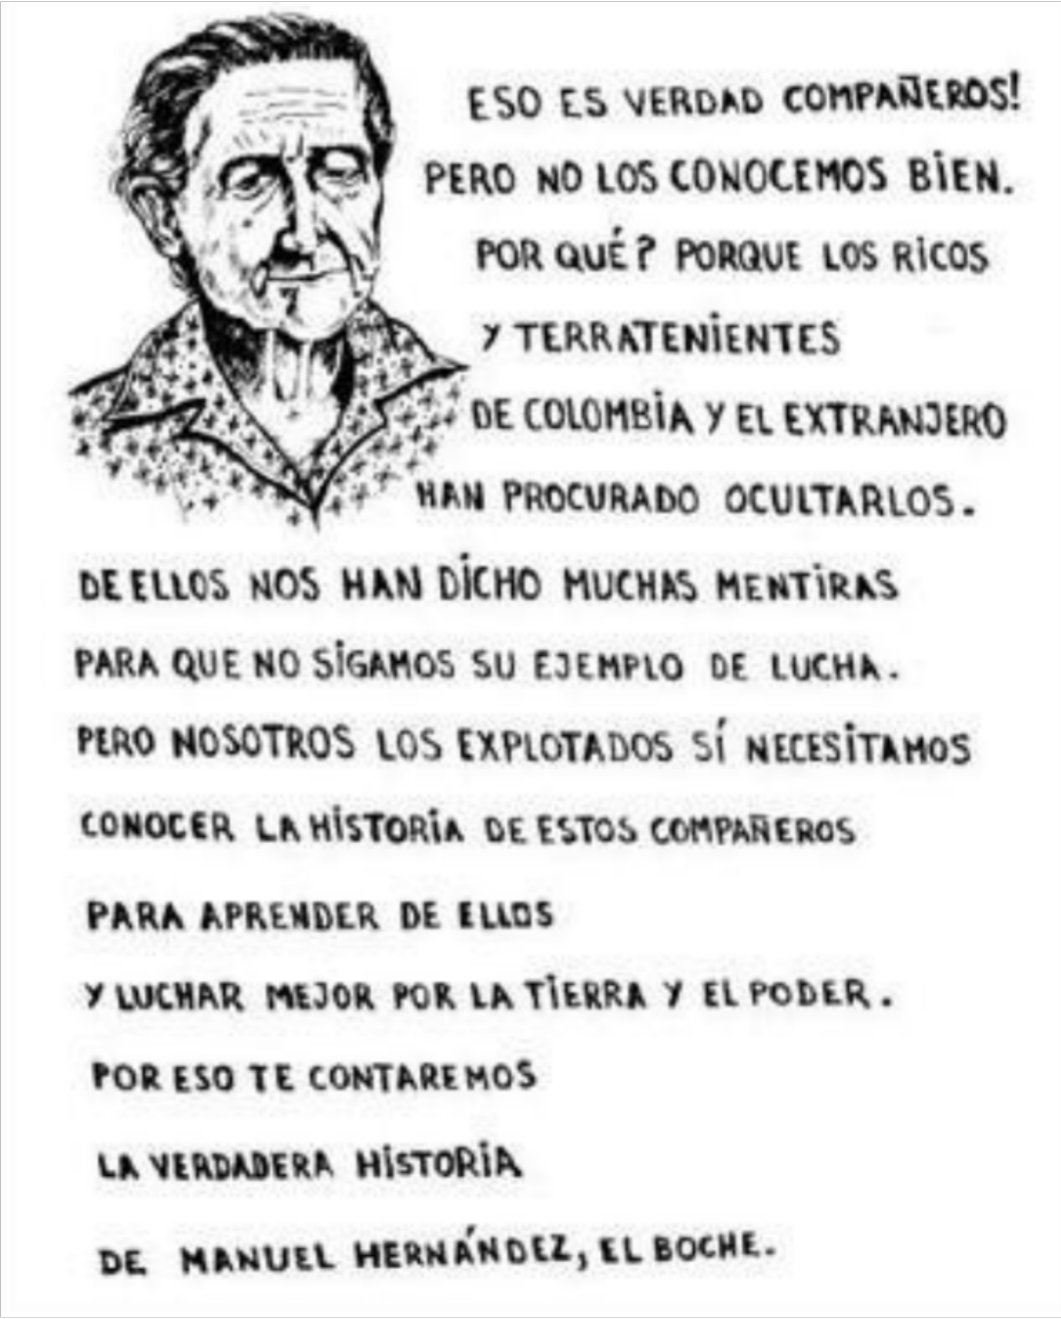 ESO ES VERDAD COMPAÑEROS!
PERO NO LOS CONOCEMOS BIEN.
POR QUÉ? PORQUE LOS RICOS
Y TERRATENIENTES
DE COLOMBIA Y EL EXTRANJERO
HAN PROCURADO OCULTARLOS.
DE ELLOS NOS HAN DICHO MUCHAS MENTIRAS
PARA QUE NO SIGAMOS SU EJEMPLO DE LUCHA.
PERO NOSOTROS LOS EXPLOTADOS SÍ NECESITAMOS
CONOCER LA HISTORIA DE ESTOS COMPAÑEROS
PARA APRENDER DE ELLOS
Y LUCHAR MEJOR POR LA TIERRA Y EL PODER.
POR ESO TE CONTAREMOS
LA VERDADERA HISTORIA
DE MANUEL HERNÁNDEZ, EL BOCHE.